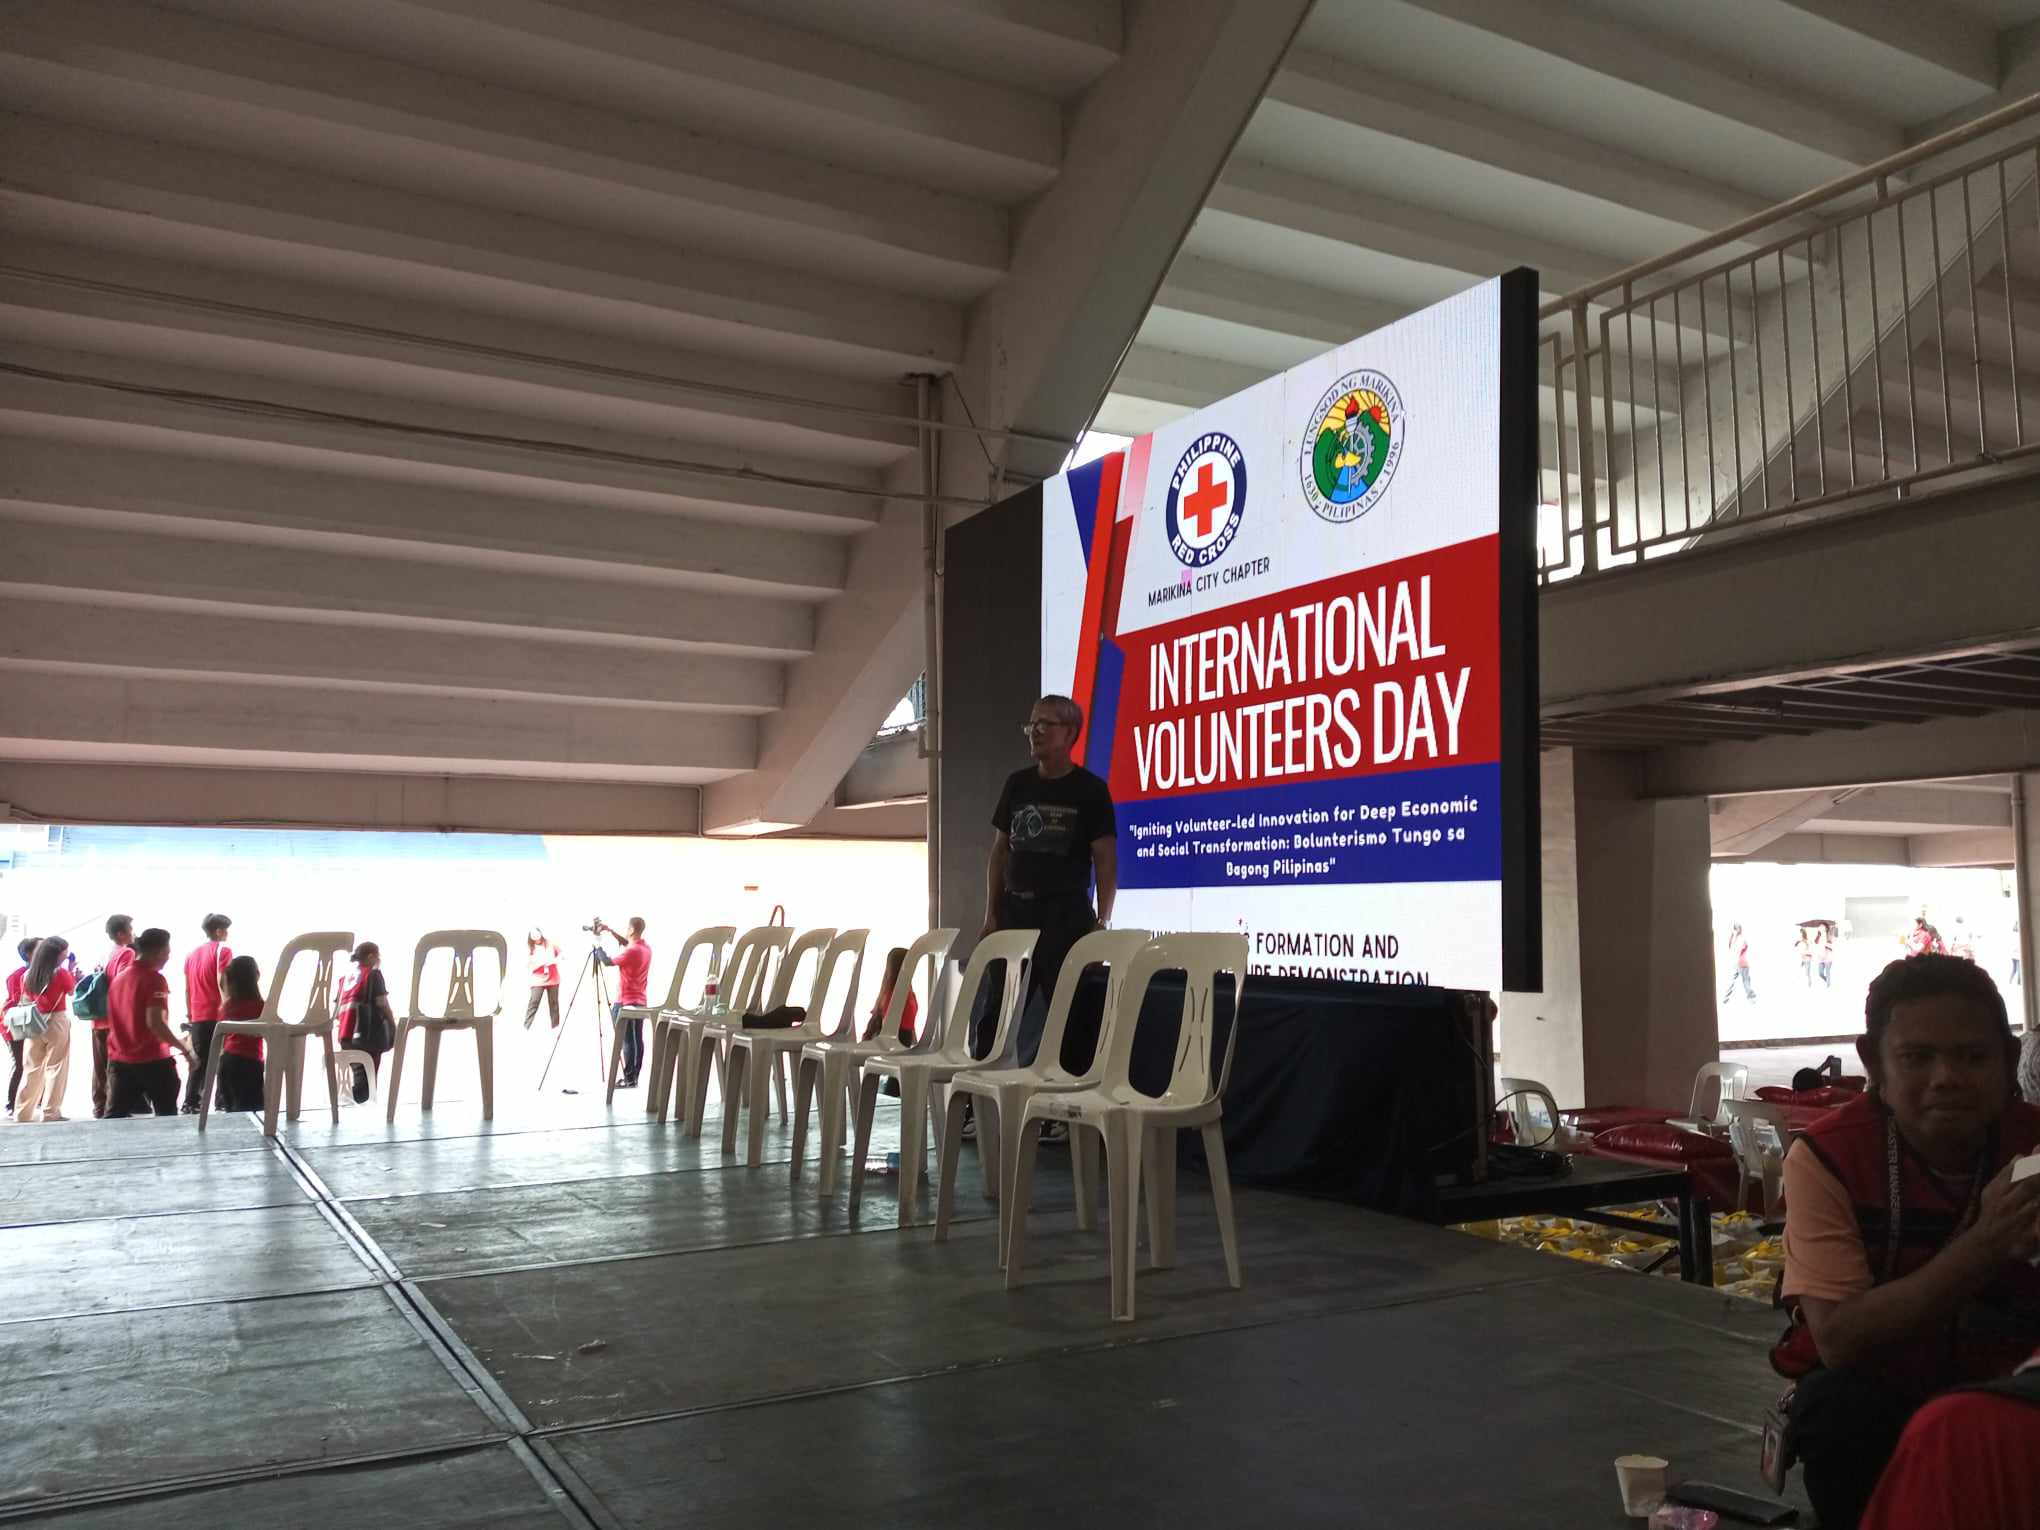 PHILIPPINE
RED CROSS
MARIKINA CITY CHAPTER
LUNGSOD NG MARIKINA
1630 • PILIPINAS • 1996
INTERNATIONAL
VOLUNTEERS DAY
"Igniting Volunteer-led Innovation for Deep Economic
and Social Transformation: Bolunterismo Tungo sa
Bagong Pilipinas"
FORMATION AND
DEMONSTRATION